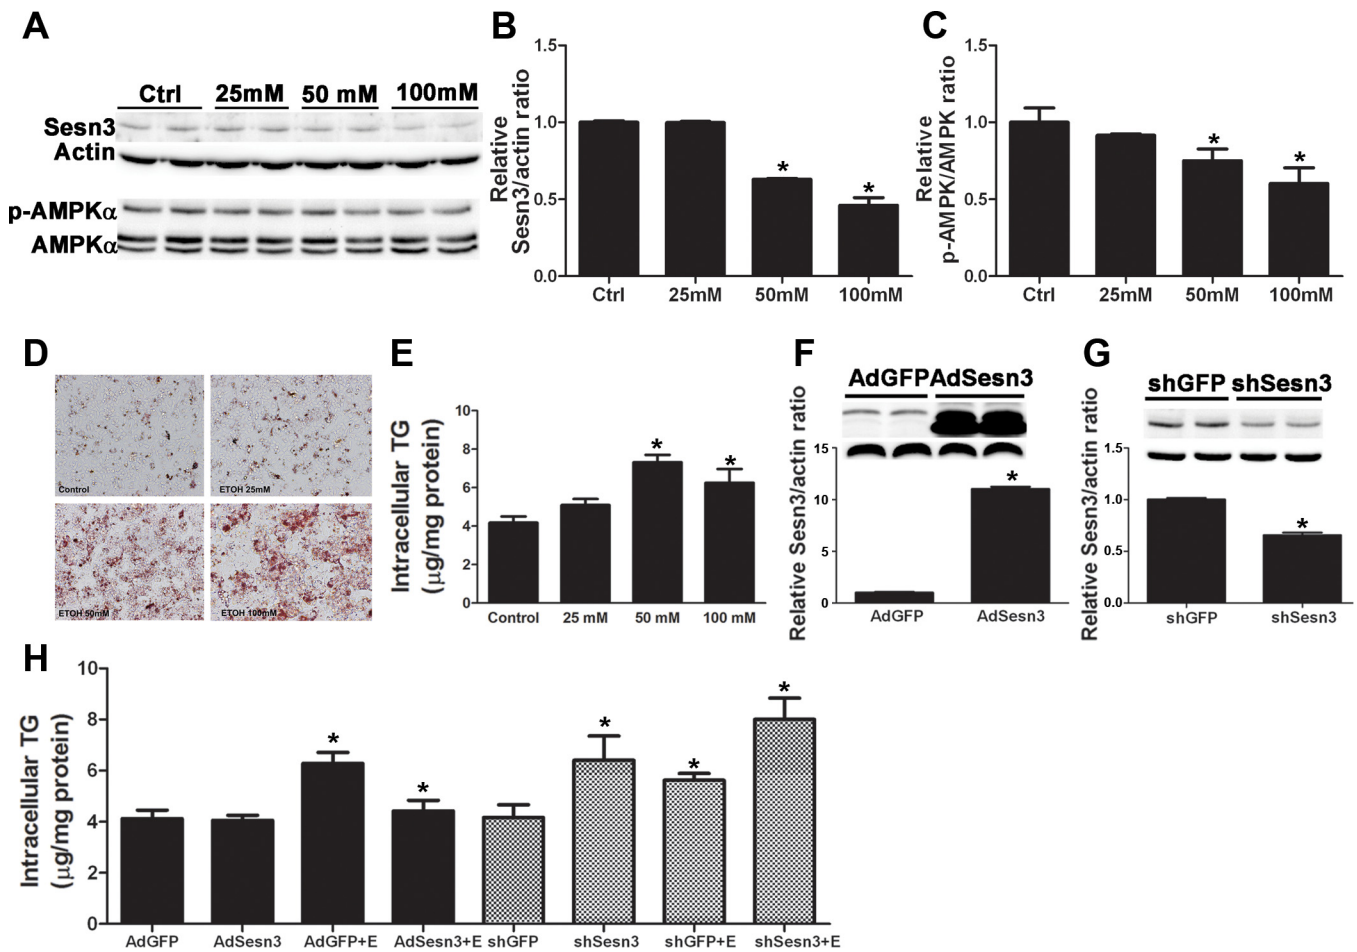 A
Ctrl 25mM 50 mM 100mM
Sesn3
Actin
p-AMPKα
AMPKα
B
Relative
Sesn3/actin ratio
1.5
1.0
0.5
0.0
* *
Ctrl 25mM 50mM 100mM
C
Relative
p-AMPK/AMPK ratio
1.5
1.0
0.5
0.0
* *
Ctrl 25mM 50mM 100mM
D
Control
ETOH 25mM
ETOH 50mM
ETOH 100mM
E
Intracellular TG
(µg/mg protein)
10
8
6
4
2
0
* *
Control 25 mM 50 mM 100 mM
F
AdGFP AdSesn3
Relative Sesn3/actin ratio
15
10
5
0
*
AdGFP AdSesn3
G
shGFP shSesn3
Relative Sesn3/actin ratio
1.5
1.0
0.5
0.0
*
shGFP shSesn3
H
Intracellular TG
(µg/mg protein)
10
8
6
4
2
0
* * * * *
AdGFP AdSesn3 AdGFP+E AdSesn3+E shGFP shSesn3 shGFP+E shSesn3+E